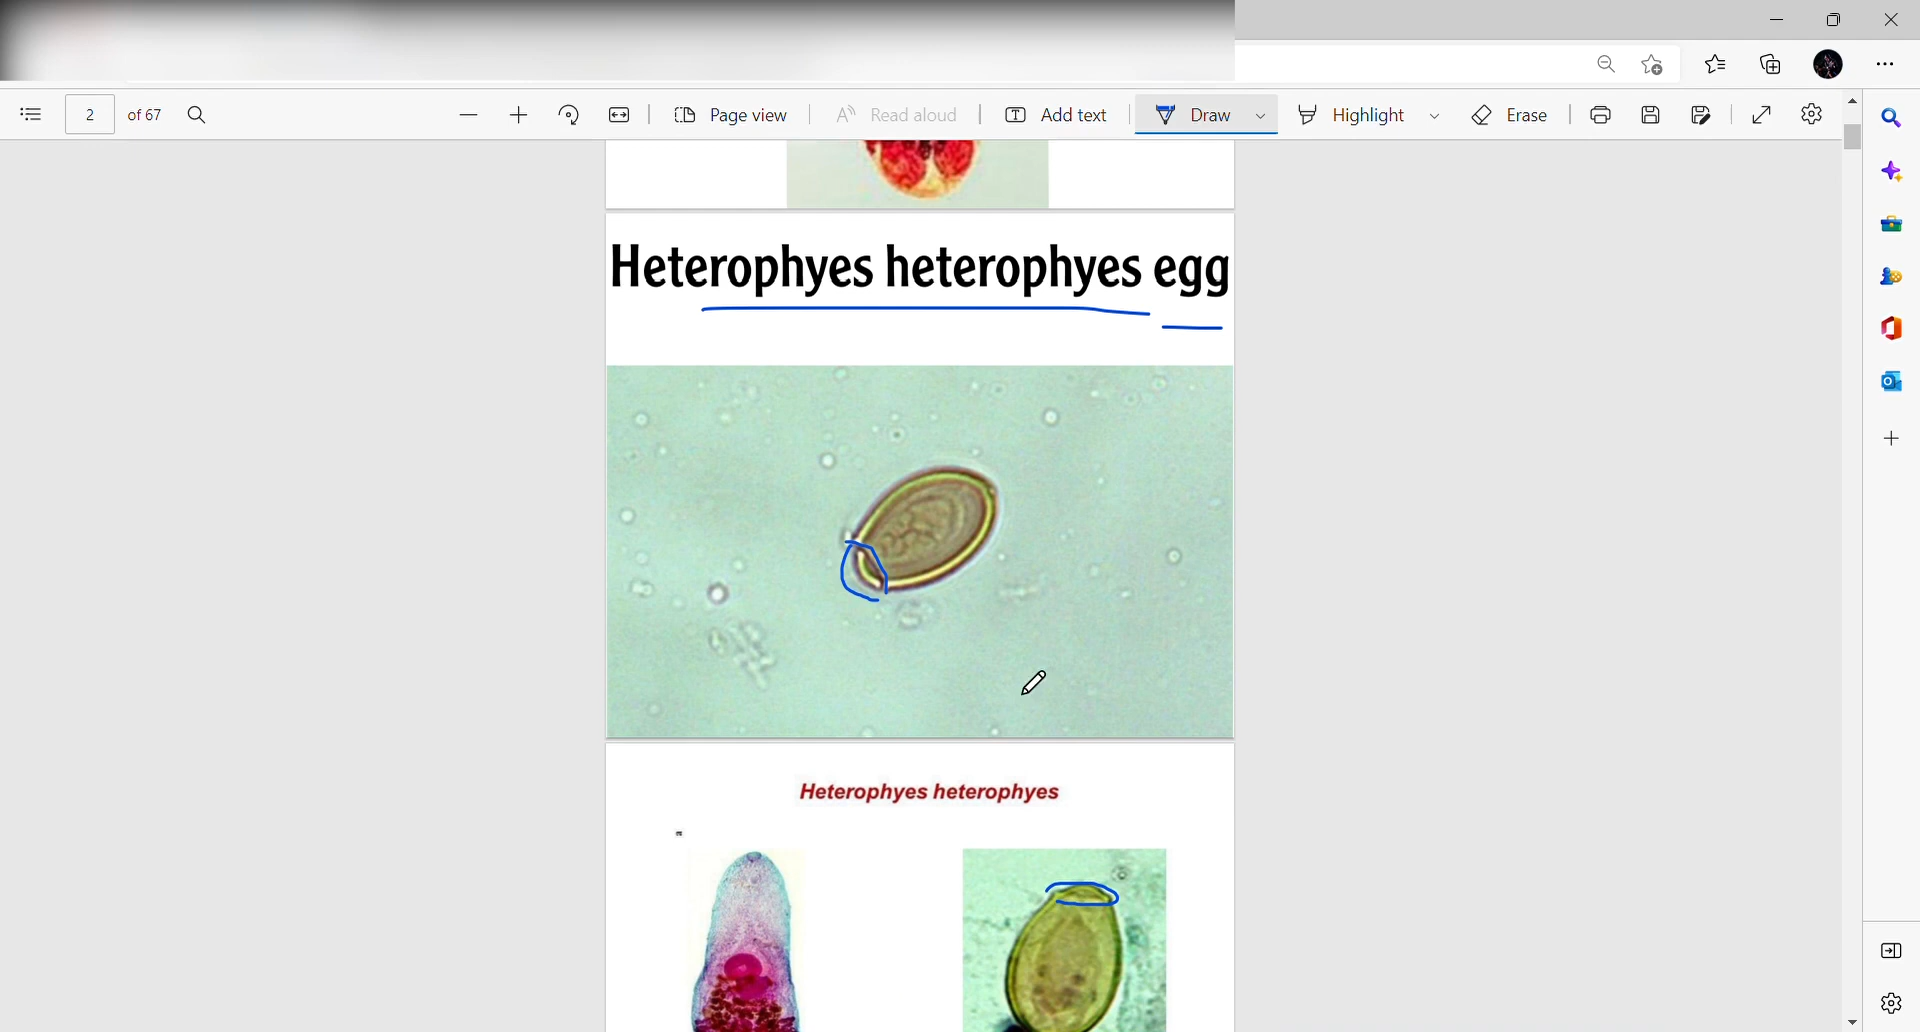 2 of 67 Page view Read aloud Add text Draw Highlight Erase
Heterophyes heterophyes egg
Heterophyes heterophyes